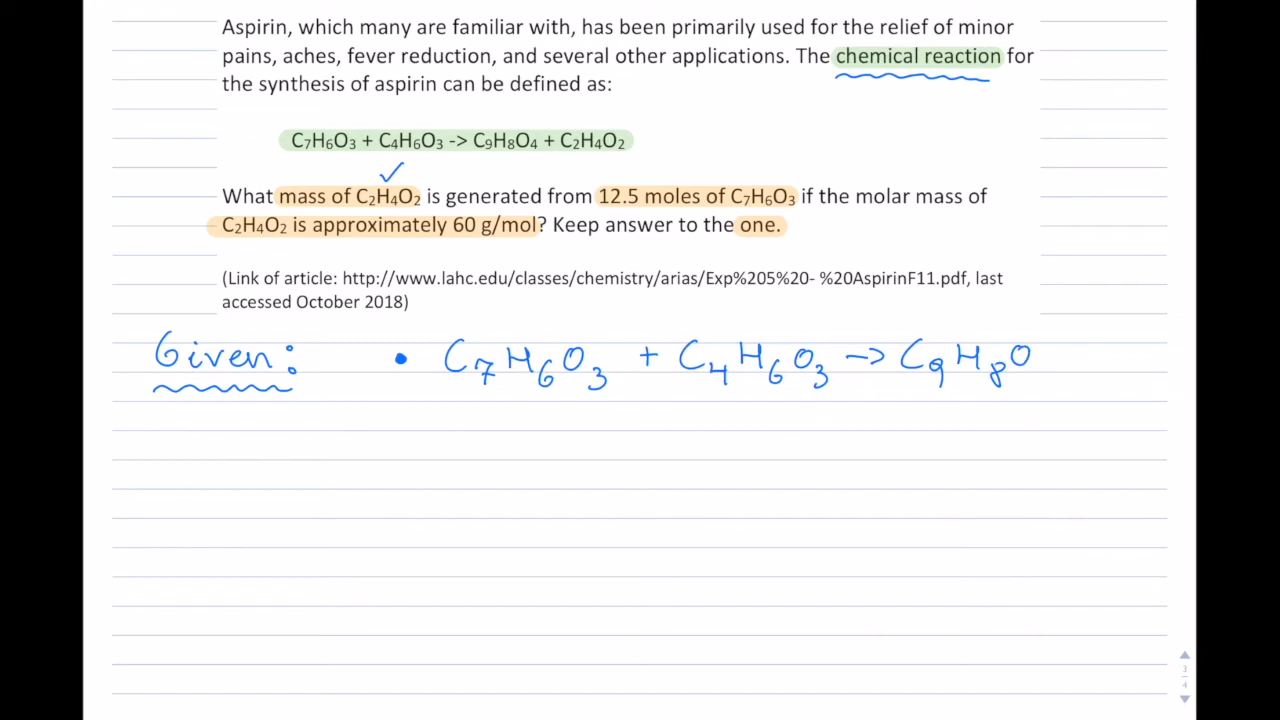 Aspirin, which many are familiar with, has been primarily used for the relief of minor
pains, aches, fever reduction, and several other applications. The chemical reaction for
the synthesis of aspirin can be defined as:
C7H6O3 + C4H6O3 -> C9H8O4 + C2H4O2
What mass of C2H4O2 is generated from 12.5 moles of C7H6O3 if the molar mass of
C2H4O2 is approximately 60 g/mol? Keep answer to the one.
(Link of article: http://www.lahc.edu/classes/chemistry/arias/Exp%205%20- %20AspirinF11.pdf, last
accessed October 2018)
Given: • C7H6O3 + C4H6O3 -> C9H8O
3
4